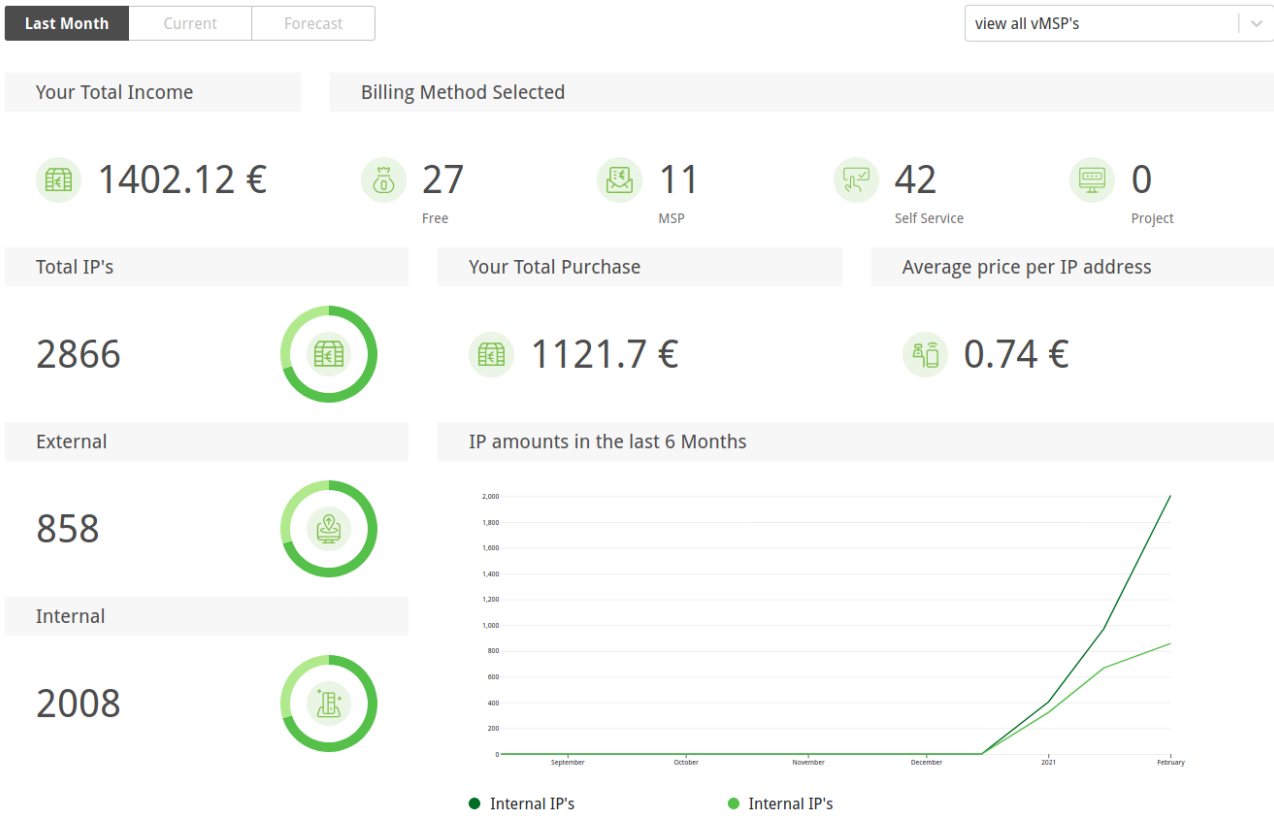 Last Month Current Forecast view all vMSP's
Your Total Income Billing Method Selected
1402.12 € 27 11 42 0
Free MSP Self Service Project
Total IP's Your Total Purchase Average price per IP address
2866 1121.7 € 0.74 €
External IP amounts in the last 6 Months
858
Internal
2008
2,000
1,800
1,600
1,400
1,200
1,000
800
600
400
200
0
September October November December 2021 February
Internal IP's Internal IP's